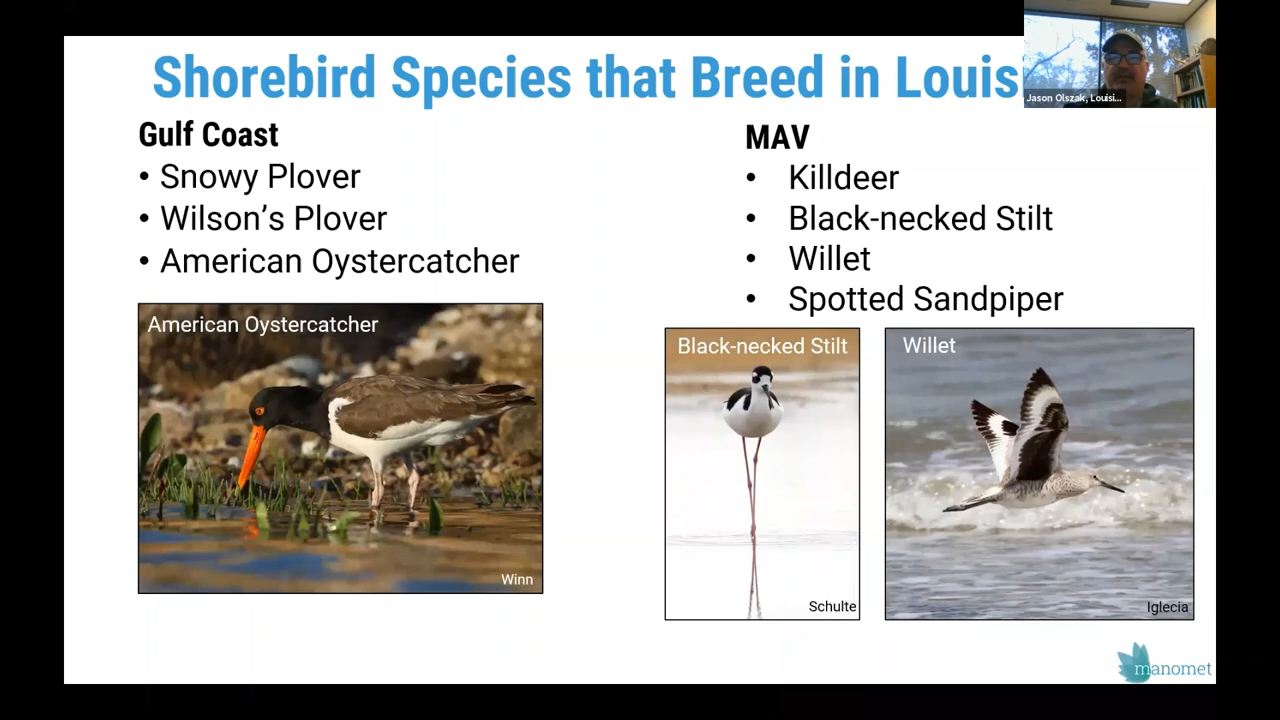 Shorebird Species that Breed in Louis
Jason Olszak, Louisi...
Gulf Coast
• Snowy Plover
• Wilson’s Plover
• American Oystercatcher
MAV
• Killdeer
• Black-necked Stilt
• Willet
• Spotted Sandpiper
American Oystercatcher
Winn
Black-necked Stilt
Schulte
Willet
Iglecia
manomet